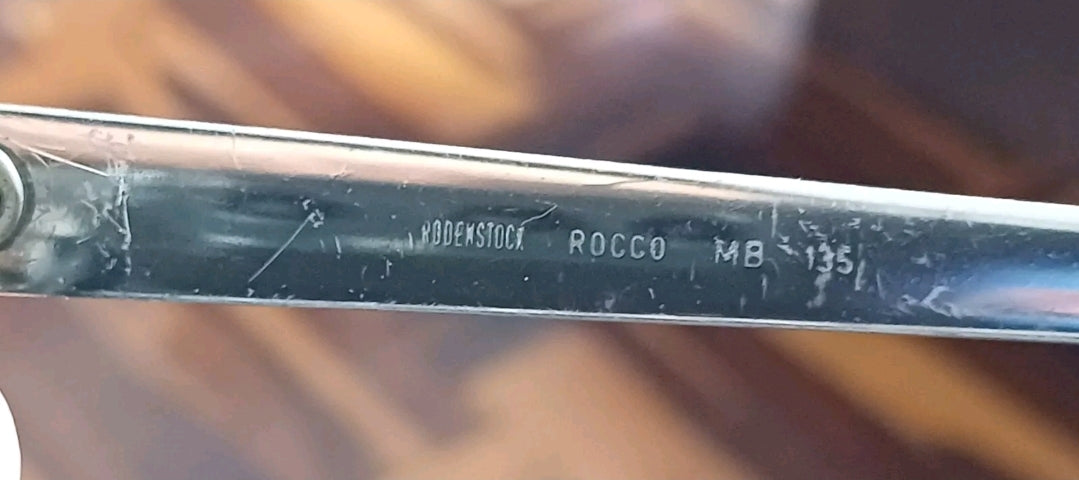 RODENSTOCK ROCCO MB 135